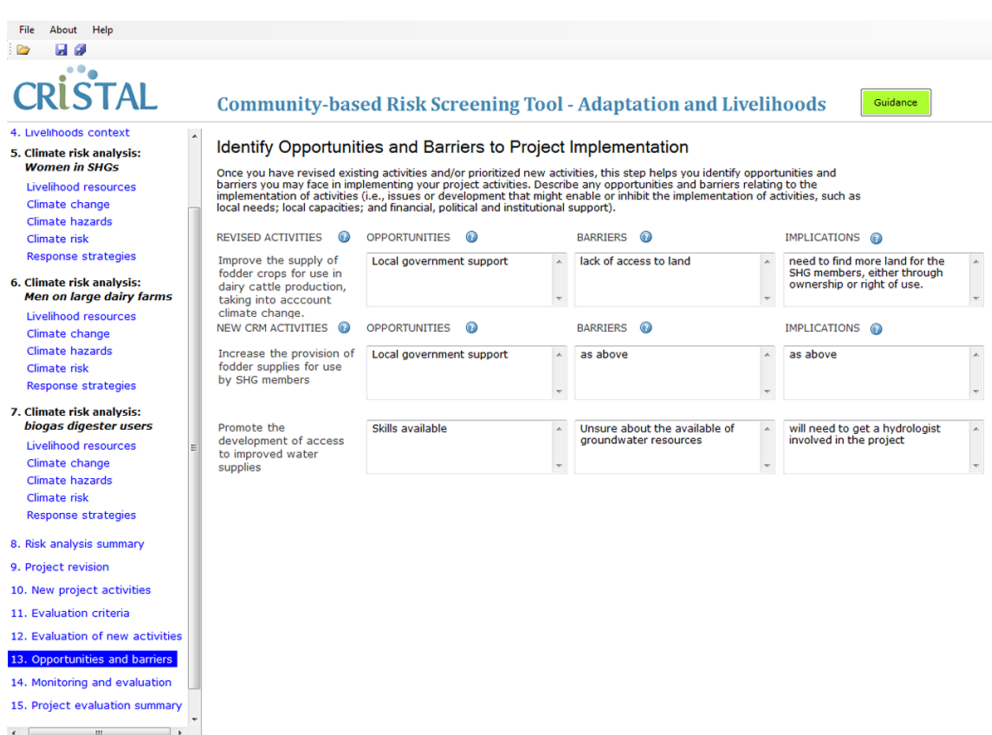 File About Help
CRiSTAL
Community-based Risk Screening Tool - Adaptation and Livelihoods
Guidance
4. Livelihoods context
5. Climate risk analysis:
Women in SHGs
Livelihood resources
Climate change
Climate hazards
Climate risk
Response strategies
6. Climate risk analysis:
Men on large dairy farms
Livelihood resources
Climate change
Climate hazards
Climate risk
Response strategies
7. Climate risk analysis:
biogas digester users
Livelihood resources
Climate change
Climate hazards
Climate risk
Response strategies
8. Risk analysis summary
9. Project revision
10. New project activities
11. Evaluation criteria
12. Evaluation of new activities
13. Opportunities and barriers
14. Monitoring and evaluation
15. Project evaluation summary
Identify Opportunities and Barriers to Project Implementation
Once you have revised existing activities and/or prioritized new activities, this step helps you identify opportunities and
barriers you may face in implementing your project activities. Describe any opportunities and barriers relating to the
implementation of activities (i.e., issues or development that might enable or inhibit the implementation of activities, such as
local needs; local capacities; and financial, political and institutional support).
REVISED ACTIVITIES ? OPPORTUNITIES ? BARRIERS ? IMPLICATIONS ?
Improve the supply of
fodder crops for use in
dairy cattle production,
taking into acccount
climate change.
Local government support
lack of access to land
need to find more land for the
SHG members, either through
ownership or right of use.
NEW CRM ACTIVITIES ? OPPORTUNITIES ? BARRIERS ? IMPLICATIONS ?
Increase the provision of
fodder supplies for use
by SHG members
Local government support
as above
as above
Promote the
development of access
to improved water
supplies
Skills available
Unsure about the available of
groundwater resources
will need to get a hydrologist
involved in the project